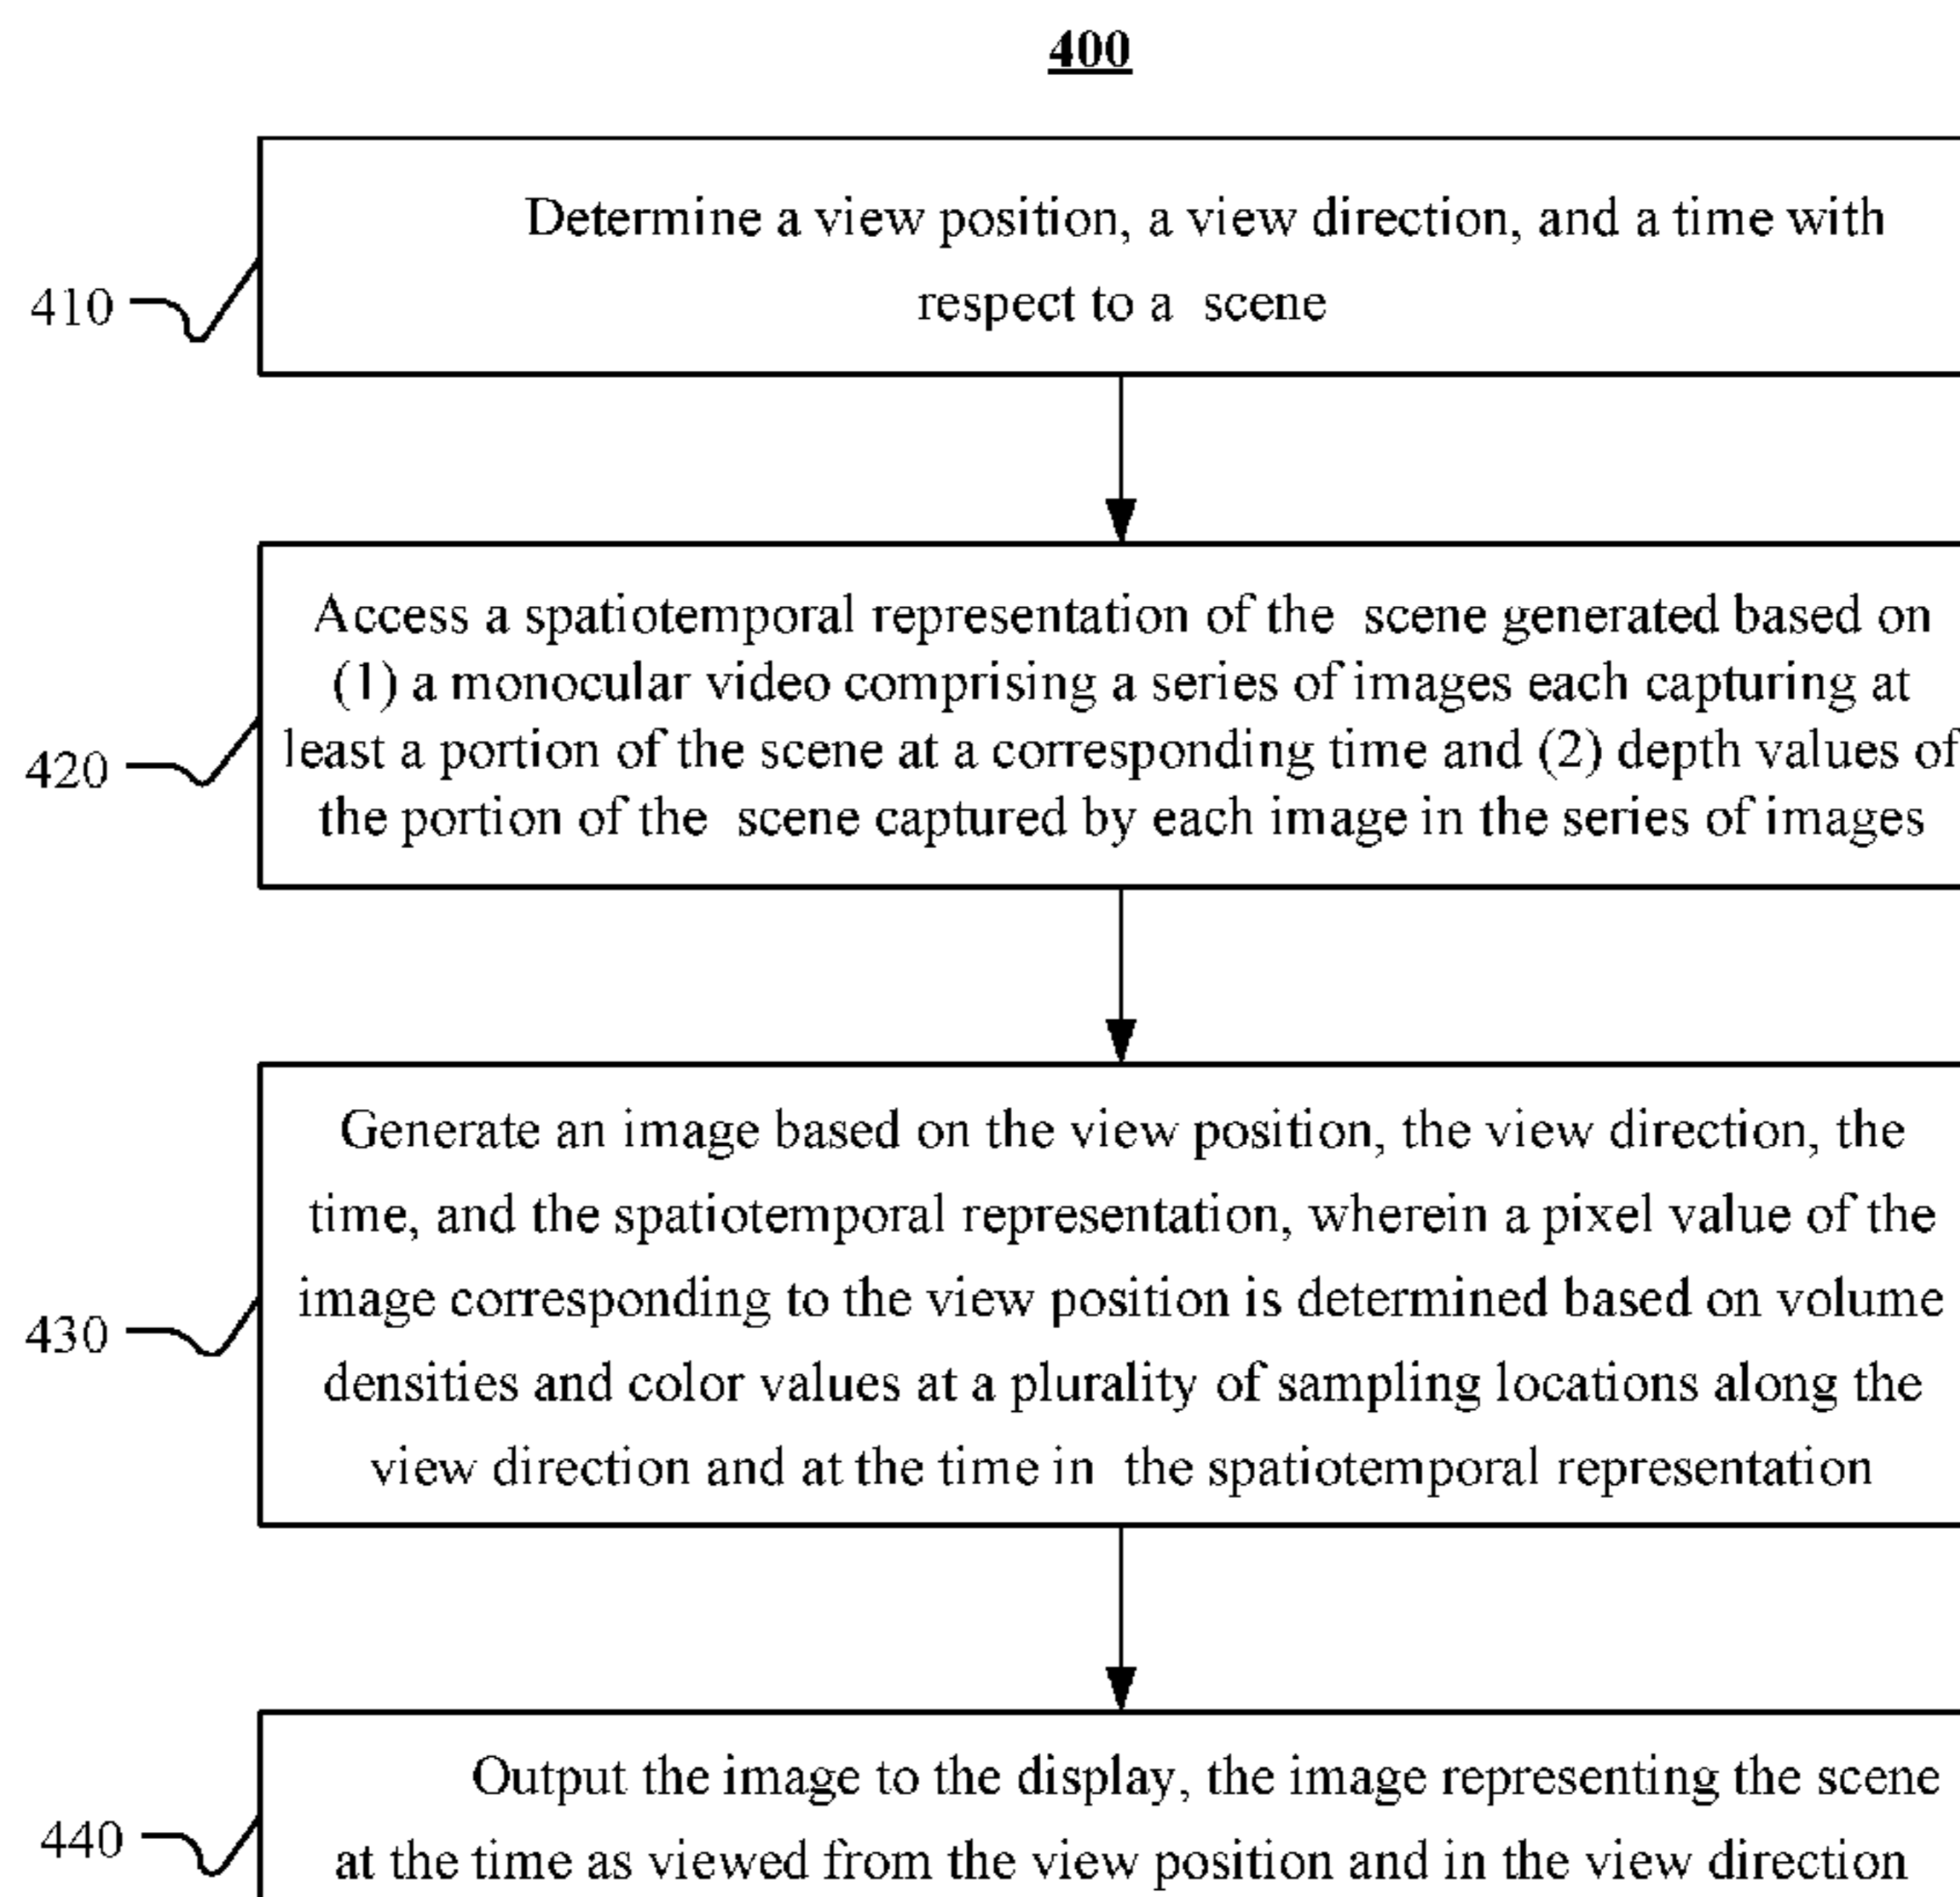 400
Determine a view position, a view direction, and a time with
respect to a scene
410
Access a spatiotemporal representation of the scene generated based on
(1) a monocular video comprising a series of images each capturing at
least a portion of the scene at a corresponding time and (2) depth values of
the portion of the scene captured by each image in the series of images
420
Generate an image based on the view position, the view direction, the
time, and the spatiotemporal representation, wherein a pixel value of the
image corresponding to the view position is determined based on volume
densities and color values at a plurality of sampling locations along the
view direction and at the time in the spatiotemporal representation
430
Output the image to the display, the image representing the scene
at the time as viewed from the view position and in the view direction
440